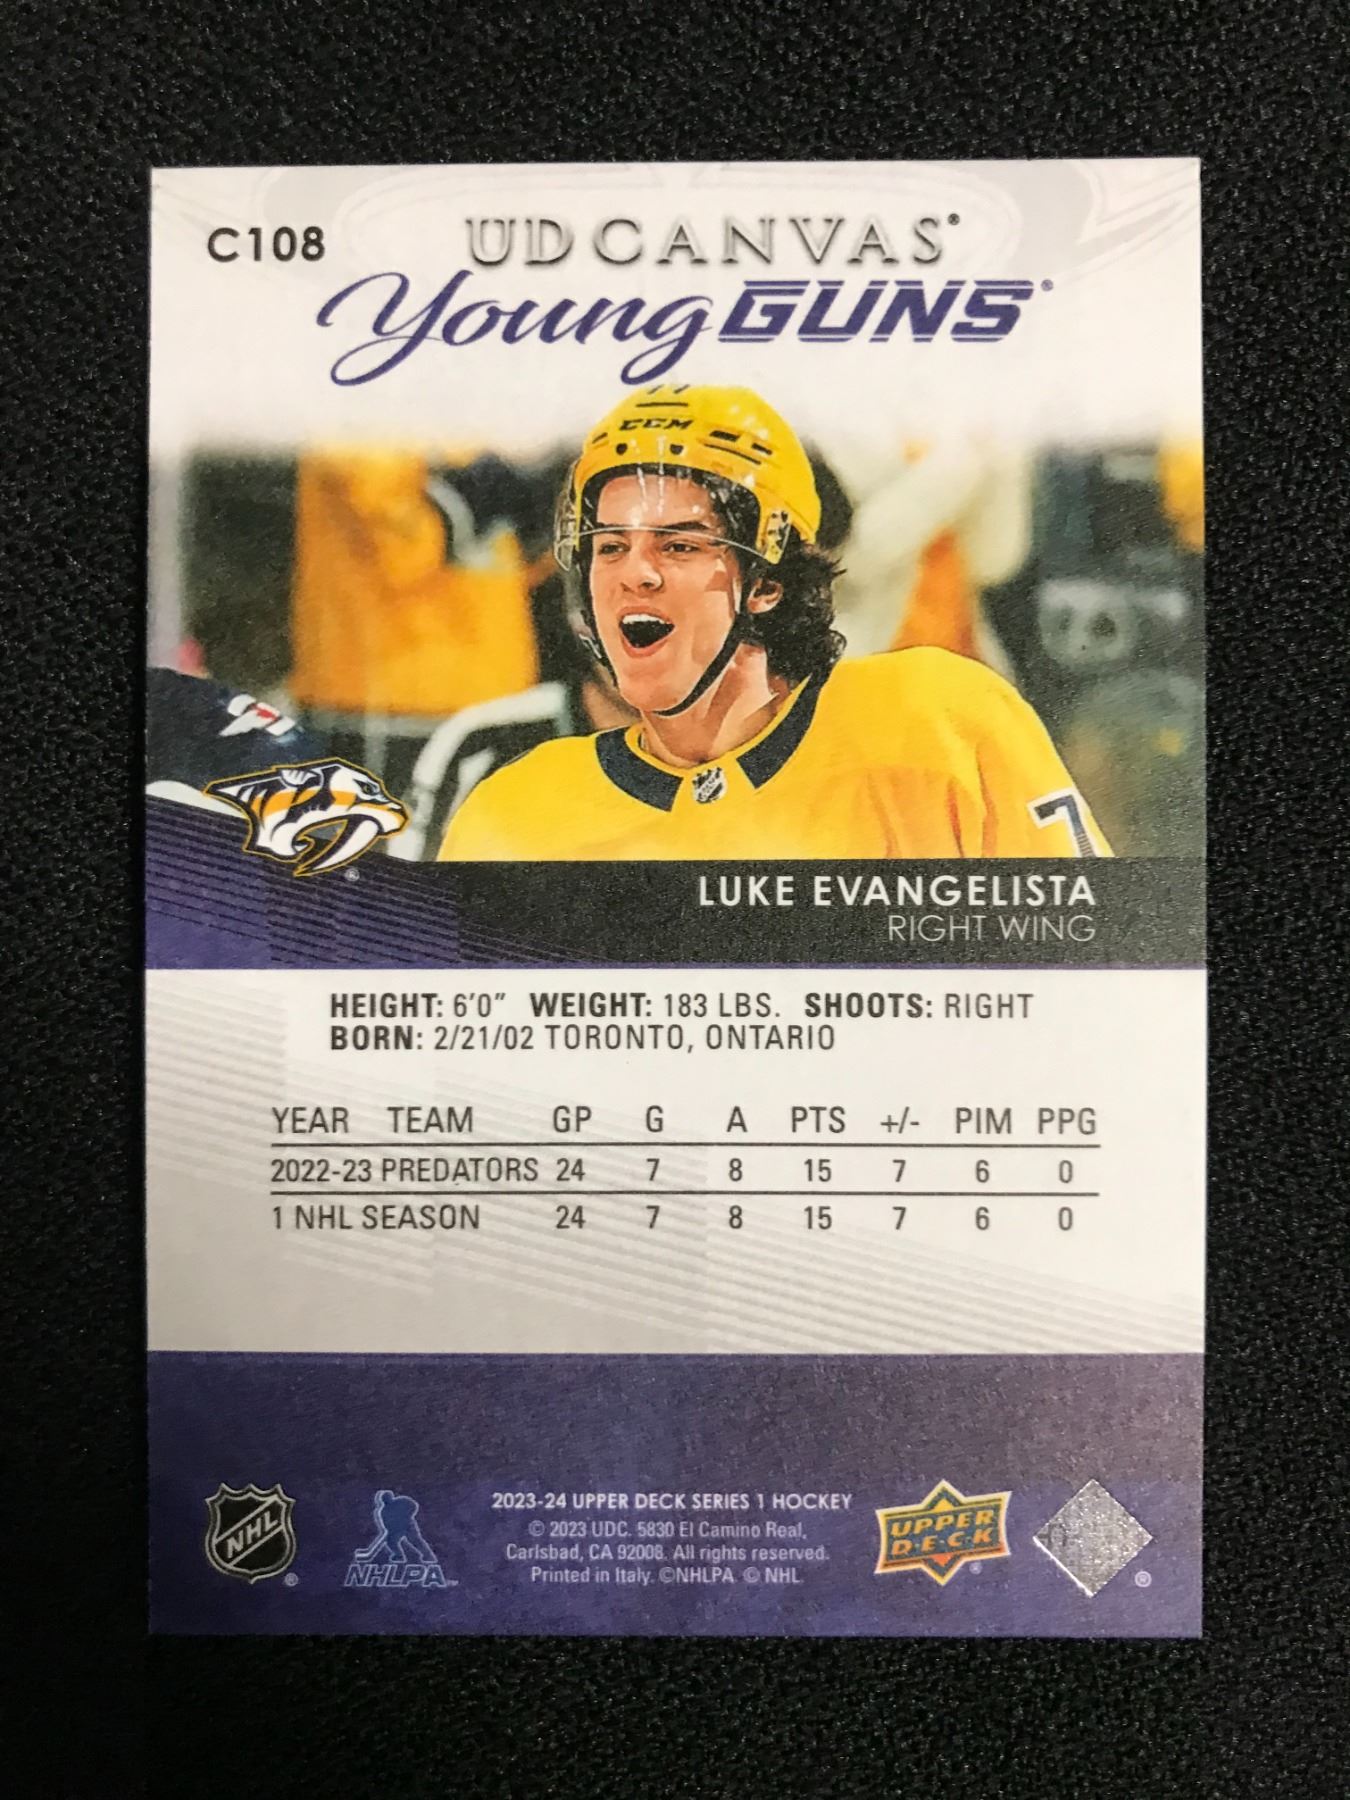 C108
UD CANVAS®
Young GUNS®
CCM
7
LUKE EVANGELISTA
RIGHT WING
HEIGHT: 6'0" WEIGHT: 183 LBS. SHOOTS: RIGHT
BORN: 2/21/02 TORONTO, ONTARIO
YEAR TEAM GP G A PTS +/- PIM PPG
2022-23 PREDATORS 24 7 8 15 7 6 0
1 NHL SEASON 24 7 8 15 7 6 0
2023-24 UPPER DECK SERIES 1 HOCKEY
© 2023 UDC. 5830 El Camino Real,
Carlsbad, CA 92008. All rights reserved.
Printed in Italy. ©NHLPA © NHL
NHL ®
NHLPA
UPPER
D·E·C·K ®
®